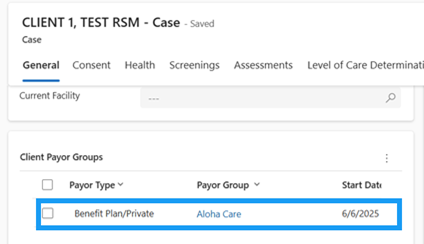 CLIENT 1, TEST RSM - Case - Saved
Case
General Consent Health Screenings Assessments Level of Care Determinati
Current Facility ---
Client Payor Groups
Payor Type Payor Group Start Date
Benefit Plan/Private Aloha Care 6/6/2025